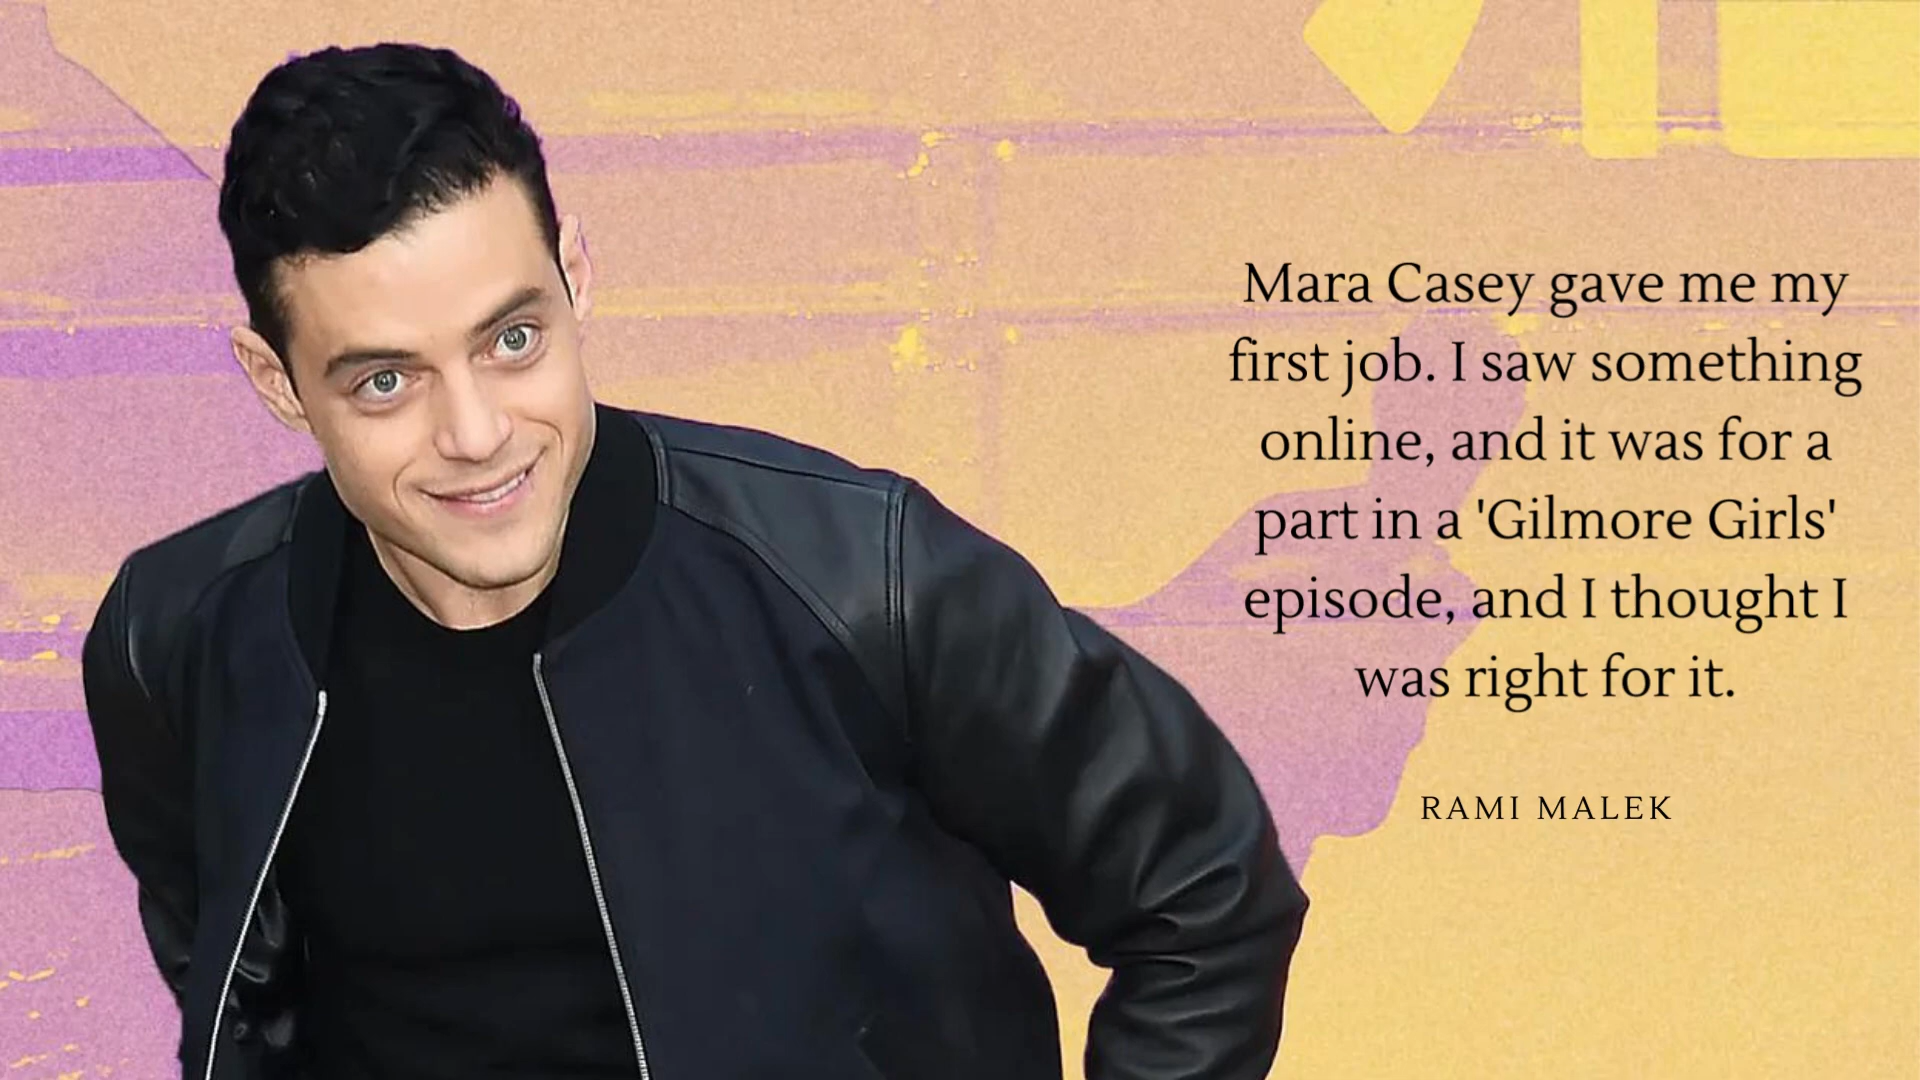 Mara Casey gave me my
first job. I saw something
online, and it was for a
part in a 'Gilmore Girls'
episode, and I thought I
was right for it.
RAMI MALEK